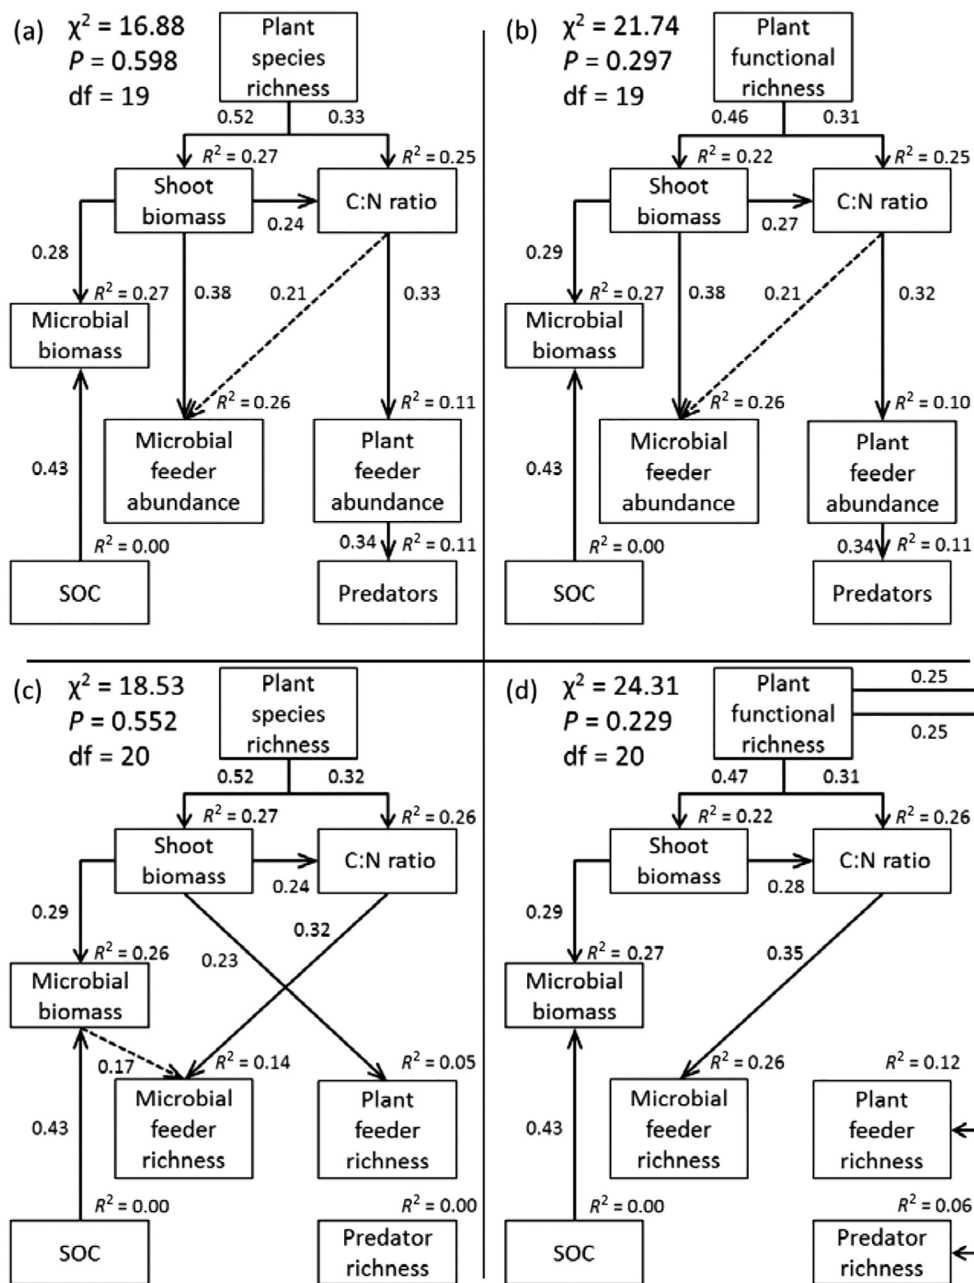 (a)
χ² = 16.88
P = 0.598
df = 19
Plant
species
richness
0.52
0.33
R² = 0.27
R² = 0.25
Shoot
biomass
C:N ratio
0.24
0.28
0.38
0.21
0.33
R² = 0.27
Microbial
biomass
R² = 0.26
R² = 0.11
Microbial
feeder
abundance
Plant
feeder
abundance
0.43
R² = 0.00
0.34
R² = 0.11
SOC
Predators
(b)
χ² = 21.74
P = 0.297
df = 19
Plant
functional
richness
0.46
0.31
R² = 0.22
R² = 0.25
Shoot
biomass
C:N ratio
0.27
0.29
0.38
0.21
0.32
R² = 0.27
Microbial
biomass
R² = 0.26
R² = 0.10
Microbial
feeder
abundance
Plant
feeder
abundance
0.43
R² = 0.00
0.34
R² = 0.11
SOC
Predators
(c)
χ² = 18.53
P = 0.552
df = 20
Plant
species
richness
0.52
0.32
R² = 0.27
R² = 0.26
Shoot
biomass
C:N ratio
0.24
0.29
0.32
0.23
R² = 0.26
Microbial
biomass
0.17
R² = 0.14
R² = 0.05
Microbial
feeder
richness
Plant
feeder
richness
0.43
R² = 0.00
R² = 0.00
SOC
Predator
richness
(d)
χ² = 24.31
P = 0.229
df = 20
Plant
functional
richness
0.25
0.25
0.47
0.31
R² = 0.22
R² = 0.26
Shoot
biomass
C:N ratio
0.28
0.29
0.35
R² = 0.27
Microbial
biomass
R² = 0.26
R² = 0.12
Microbial
feeder
richness
Plant
feeder
richness
0.43
R² = 0.00
R² = 0.06
SOC
Predator
richness